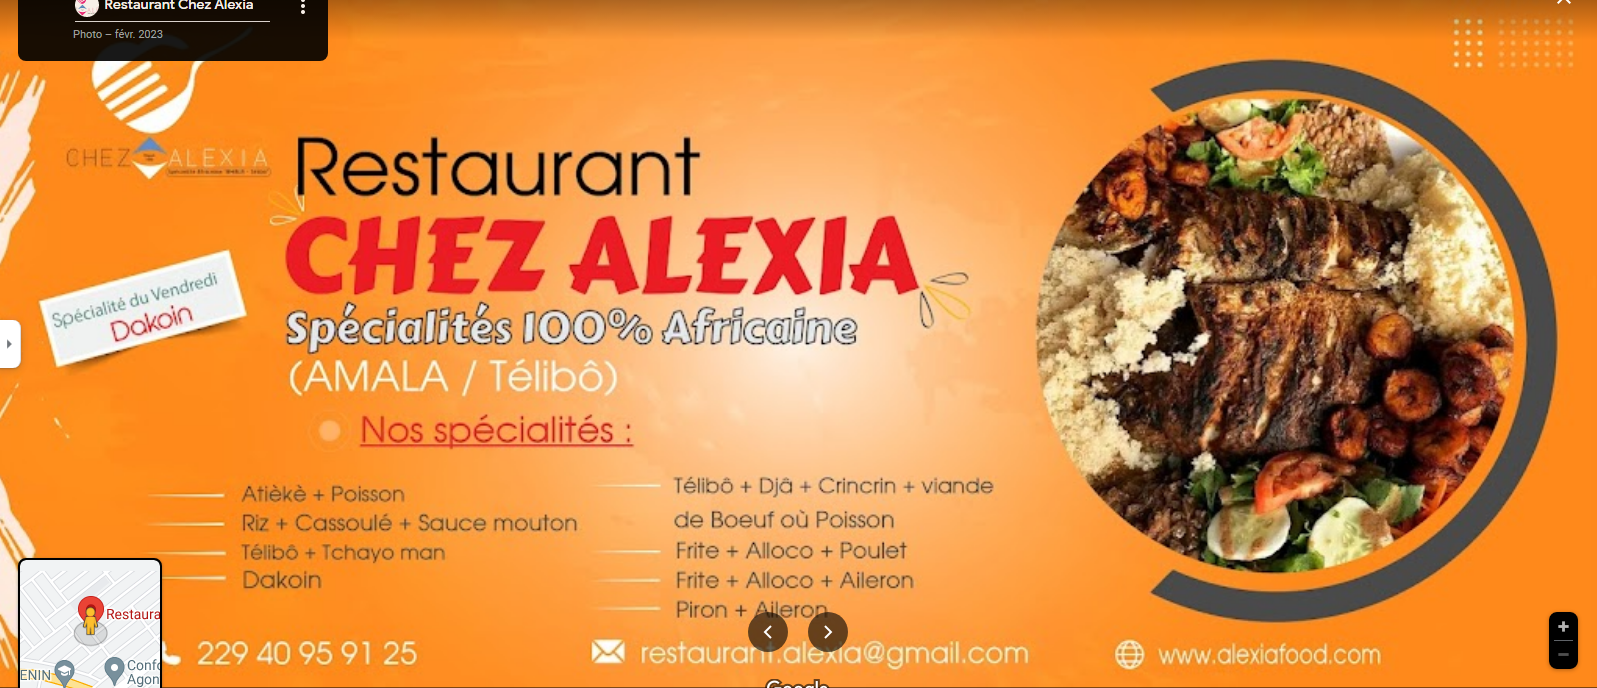 Restaurant Chez Alexia
Photo – févr. 2023
CHEZ ALEXIA
Restaurant
CHEZ ALEXIA
Spécialité du Vendredi
Dakoin
Spécialités 100% Africaine
(AMALA / Télibô)
Nos spécialités :
Atièkè + Poisson
Riz + Cassoulé + Sauce mouton
Télibô + Tchayo man
Dakoin
Télibô + Djâ + Crincrin + viande
de Boeuf où Poisson
Frite + Alloco + Poulet
Frite + Alloco + Aileron
Piron + Aileron
229 40 95 91 25
restaurant.alexia@gmail.com
www.alexiafood.com
Restaura
ENIN
Confo
Agon
Google